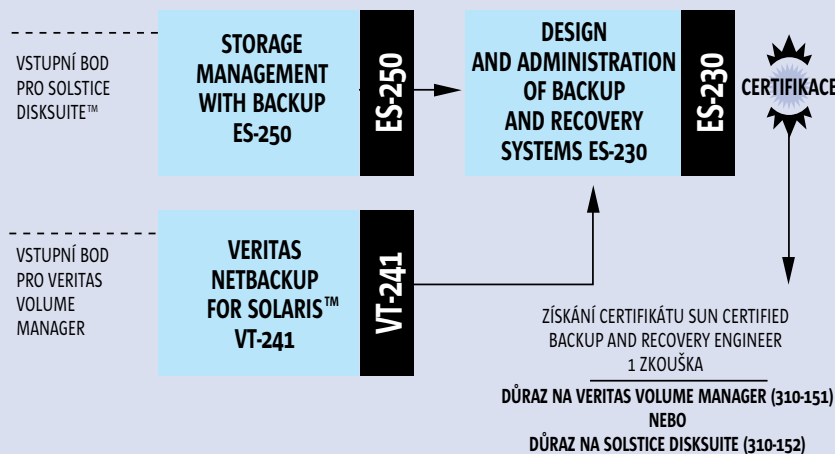 VSTUPNÍ BOD
PRO SOLSTICE
DISKSUITE™
STORAGE
MANAGEMENT
WITH BACKUP
ES-250
ES-250
DESIGN
AND ADMINISTRATION
OF BACKUP
AND RECOVERY
SYSTEMS ES-230
ES-230
CERTIFIKACE
VSTUPNÍ BOD
PRO VERITAS
VOLUME
MANAGER
VERITAS
NETBACKUP
FOR SOLARIS™
VT-241
VT-241
ZÍSKÁNÍ CERTIFIKÁTU SUN CERTIFIED
BACKUP AND RECOVERY ENGINEER
1 ZKOUŠKA
DŮRAZ NA VERITAS VOLUME MANAGER (310-151)
NEBO
DŮRAZ NA SOLSTICE DISKSUITE (310-152)